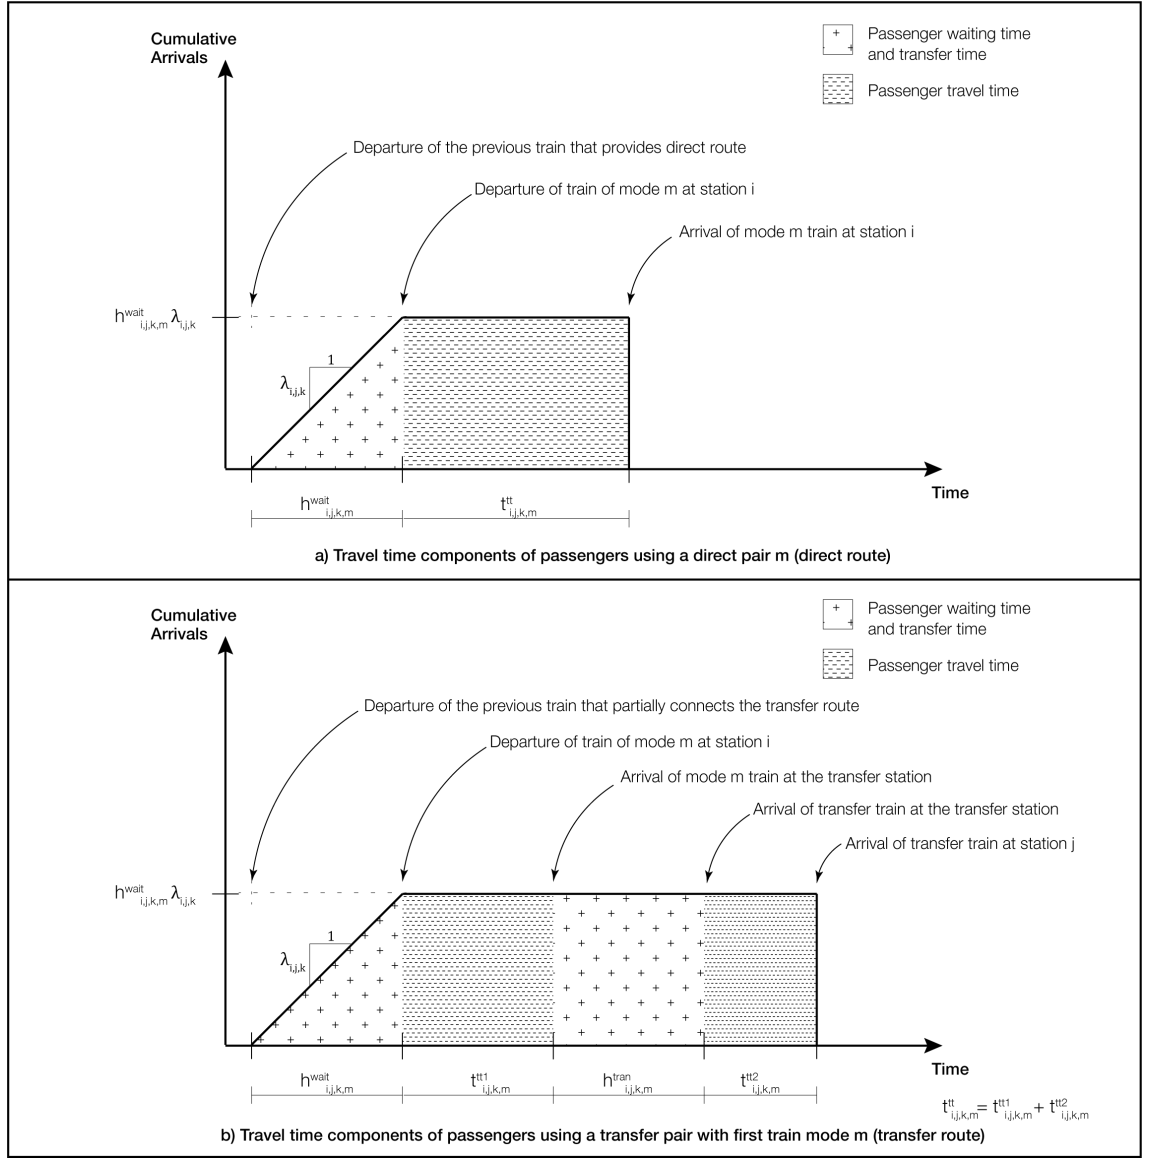 Cumulative
Arrivals
Passenger waiting time
and transfer time
Passenger travel time
Departure of the previous train that provides direct route
Departure of train of mode m at station i
Arrival of mode m train at station i
h^wait_i,j,k,m λ_i,j,k
1
λ_i,j,k
Time
h^wait_i,j,k,m
t^tt_i,j,k,m
a) Travel time components of passengers using a direct pair m (direct route)
Cumulative
Arrivals
Passenger waiting time
and transfer time
Passenger travel time
Departure of the previous train that partially connects the transfer route
Departure of train of mode m at station i
Arrival of mode m train at the transfer station
Arrival of transfer train at the transfer station
Arrival of transfer train at station j
h^wait_i,j,k,m λ_i,j,k
1
λ_i,j,k
Time
h^wait_i,j,k,m
t^tt1_i,j,k,m
h^tran_i,j,k,m
t^tt2_i,j,k,m
t^tt_i,j,k,m = t^tt1_i,j,k,m + t^tt2_i,j,k,m
b) Travel time components of passengers using a transfer pair with first train mode m (transfer route)